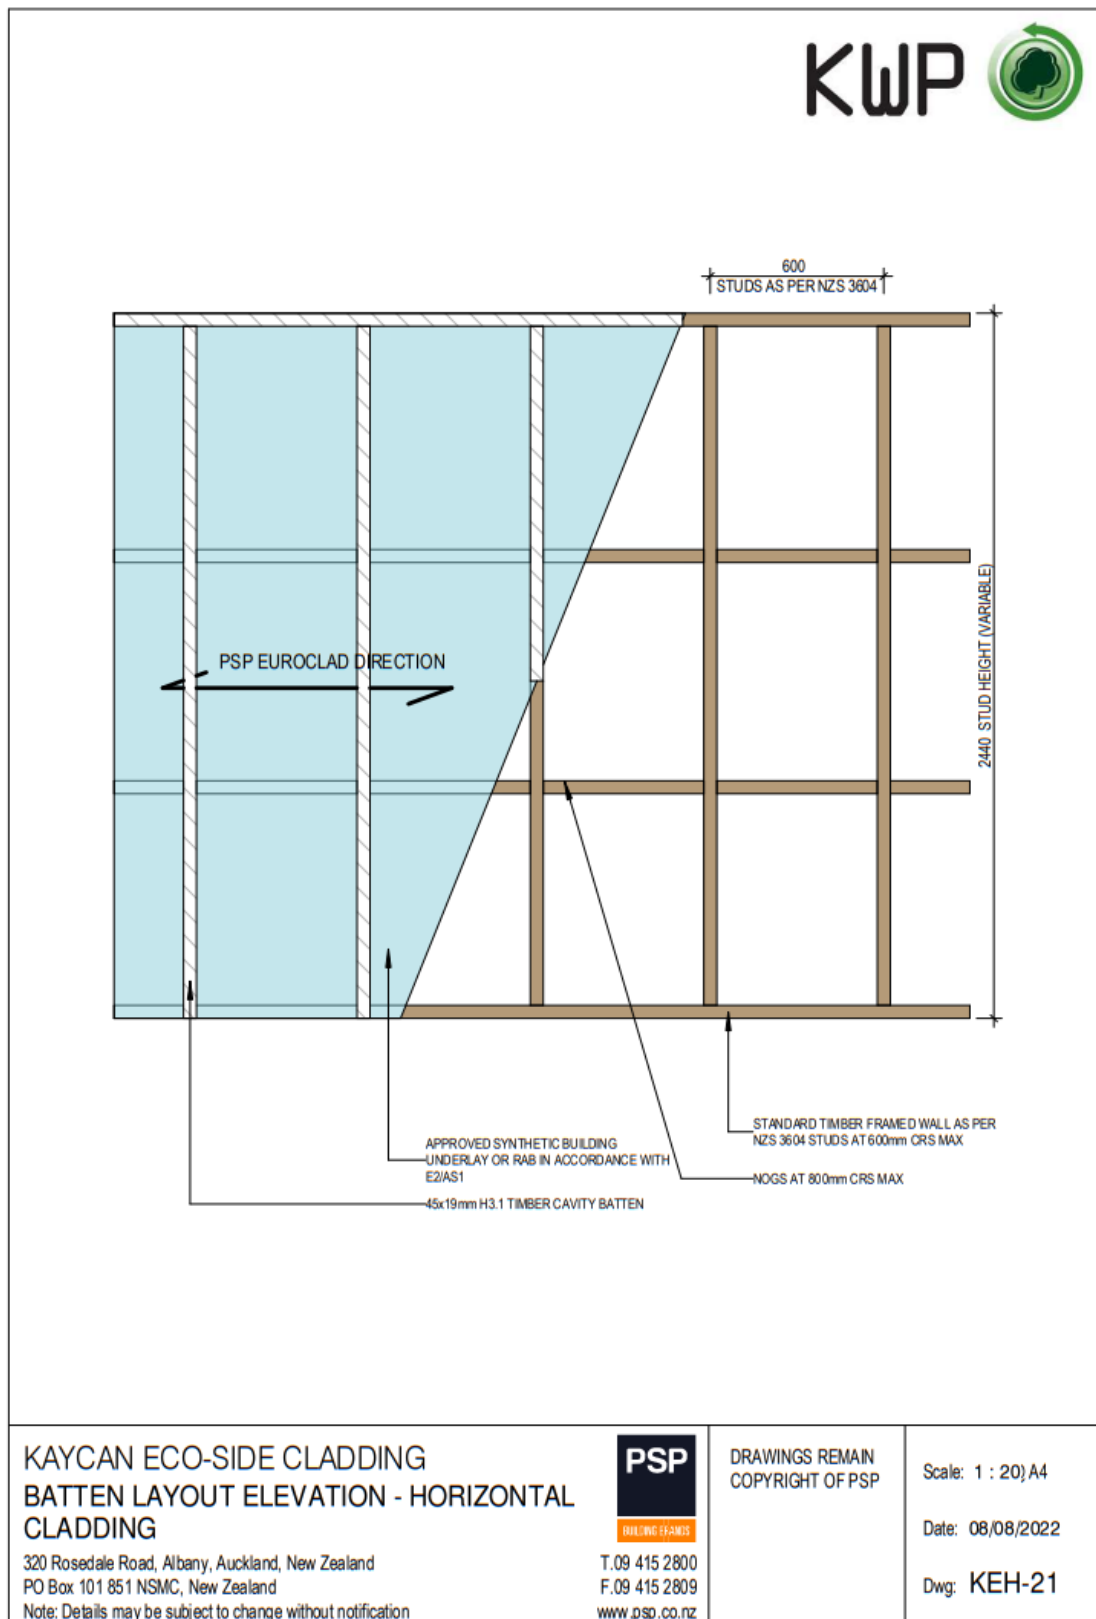 KWP
600
STUDS AS PER NZS 3604
2440 STUD HEIGHT (VARIABLE)
PSP EUROCLAD DIRECTION
STANDARD TIMBER FRAMED WALL AS PER
NZS 3604 STUDS AT 600mm CRS MAX
APPROVED SYNTHETIC BUILDING
UNDERLAY OR RAB IN ACCORDANCE WITH
E2/AS1
NOGS AT 800mm CRS MAX
45x19mm H3.1 TIMBER CAVITY BATTEN
KAYCAN ECO-SIDE CLADDING
BATTEN LAYOUT ELEVATION - HORIZONTAL
CLADDING
320 Rosedale Road, Albany, Auckland, New Zealand
PO Box 101 851 NSMC, New Zealand
Note: Details may be subject to change without notification
PSP
BUILDING BRANDS
T.09 415 2800
F.09 415 2809
www.psp.co.nz
DRAWINGS REMAIN
COPYRIGHT OF PSP
Scale: 1 : 20) A4
Date: 08/08/2022
Dwg: KEH-21